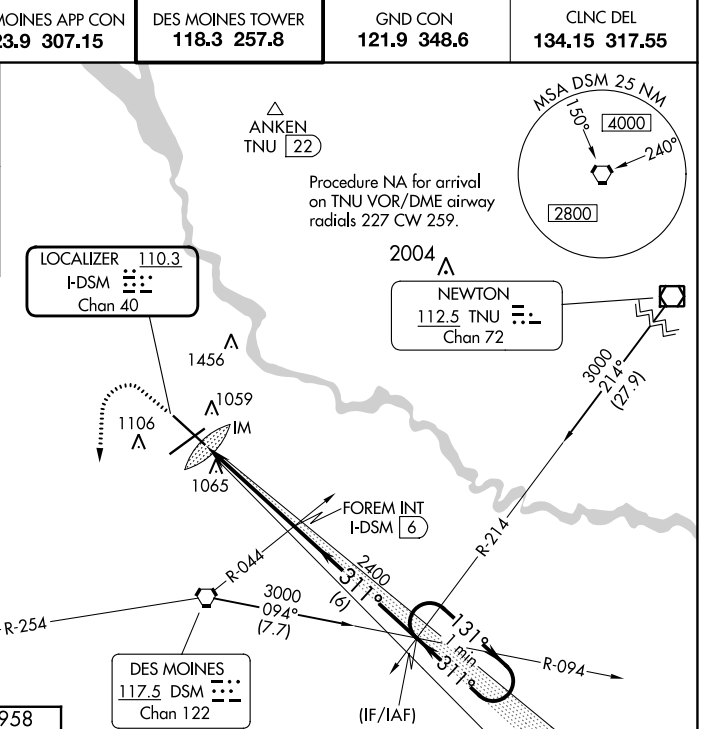 MOINES APP CON
23.9 307.15
DES MOINES TOWER
118.3 257.8
GND CON
121.9 348.6
CLNC DEL
134.15 317.55
MSA DSM 25 NM
150°
4000
240°
2800
ANKEN
TNU 22
Procedure NA for arrival
on TNU VOR/DME airway
radials 227 CW 259.
2004
LOCALIZER 110.3
I-DSM
Chan 40
NEWTON
112.5 TNU
Chan 72
3000
214°
(27.9)
1456
1059
1106
IM
1065
FOREM INT
I-DSM 6
R-214
R-044
2400
311°
(6)
3000
094°
(7.7)
R-254
131°
1 min
311°
R-094
DES MOINES
117.5 DSM
Chan 122
(IF/IAF)
958